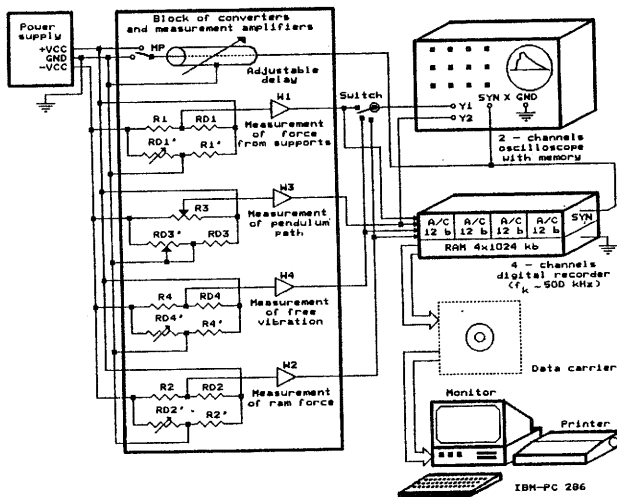 Power
supply
+VCC
GND
-VCC
Block of converters
and measurement amplifiers
MP
Adjustable
delay
R1
RD1
RD1'
R1'
W1
Measurement
of force
from supports
R3
RD3'
RD3
W3
Measurement
of pendulum
path
R4
RD4
RD4'
R4'
W4
Measurement
of free
vibration
R2
RD2
RD2'
R2'
W2
Measurement
of ram force
Switch
Y1
Y2
SYN X GND
2 - channels
oscilloscope
with memory
A/C
12 b
A/C
12 b
A/C
12 b
A/C
12 b
SYN
RAM 4x1024 kb
4 - channels
digital recorder
(fk ~500 kHz)
Data carrier
Monitor
Printer
IBM-PC 286